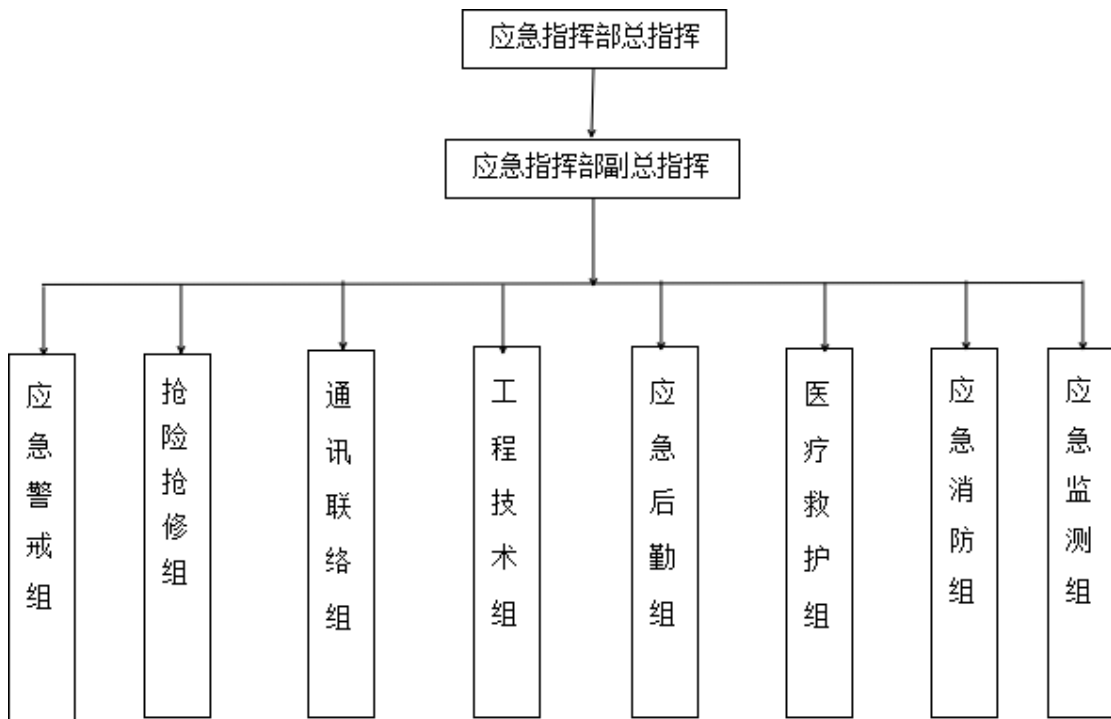 应急指挥部总指挥
应急指挥部副总指挥
应急警戒组
抢险抢修组
通讯联络组
工程技术组
应急后勤组
医疗救护组
应急消防组
应急监测组